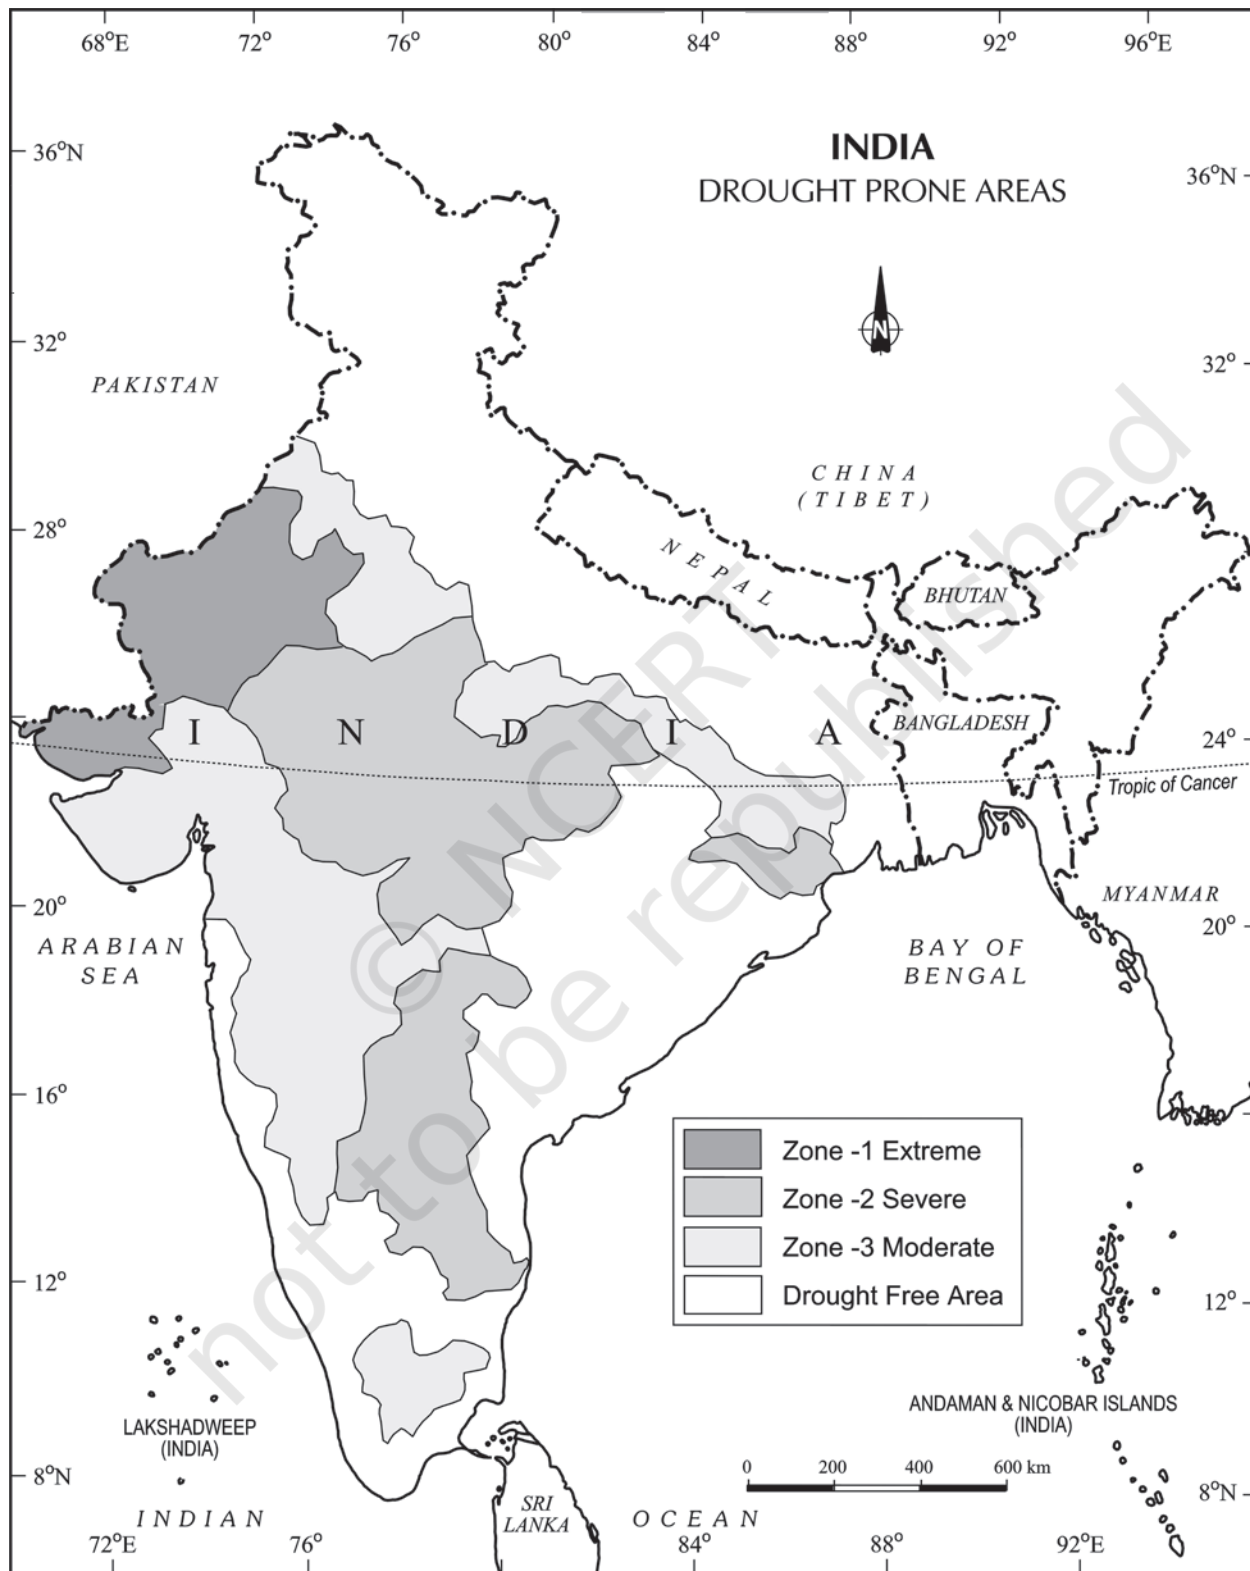 68°E 72° 76° 80° 84° 88° 92° 96°E
INDIA
DROUGHT PRONE AREAS
36°N
36°N
N
32°
32°
PAKISTAN
CHINA
(TIBET)
28°
NEPAL
BHUTAN
I N D I A
BANGLADESH
24°
Tropic of Cancer
MYANMAR
20°
20°
ARABIAN
SEA
BAY OF
BENGAL
16°
Zone -1 Extreme
Zone -2 Severe
Zone -3 Moderate
Drought Free Area
12°
12°
LAKSHADWEEP
(INDIA)
ANDAMAN & NICOBAR ISLANDS
(INDIA)
0 200 400 600 km
8°N
8°N
SRI
LANKA
INDIAN OCEAN
72°E 76° 84° 88° 92°E
© NCERT
not to be republished